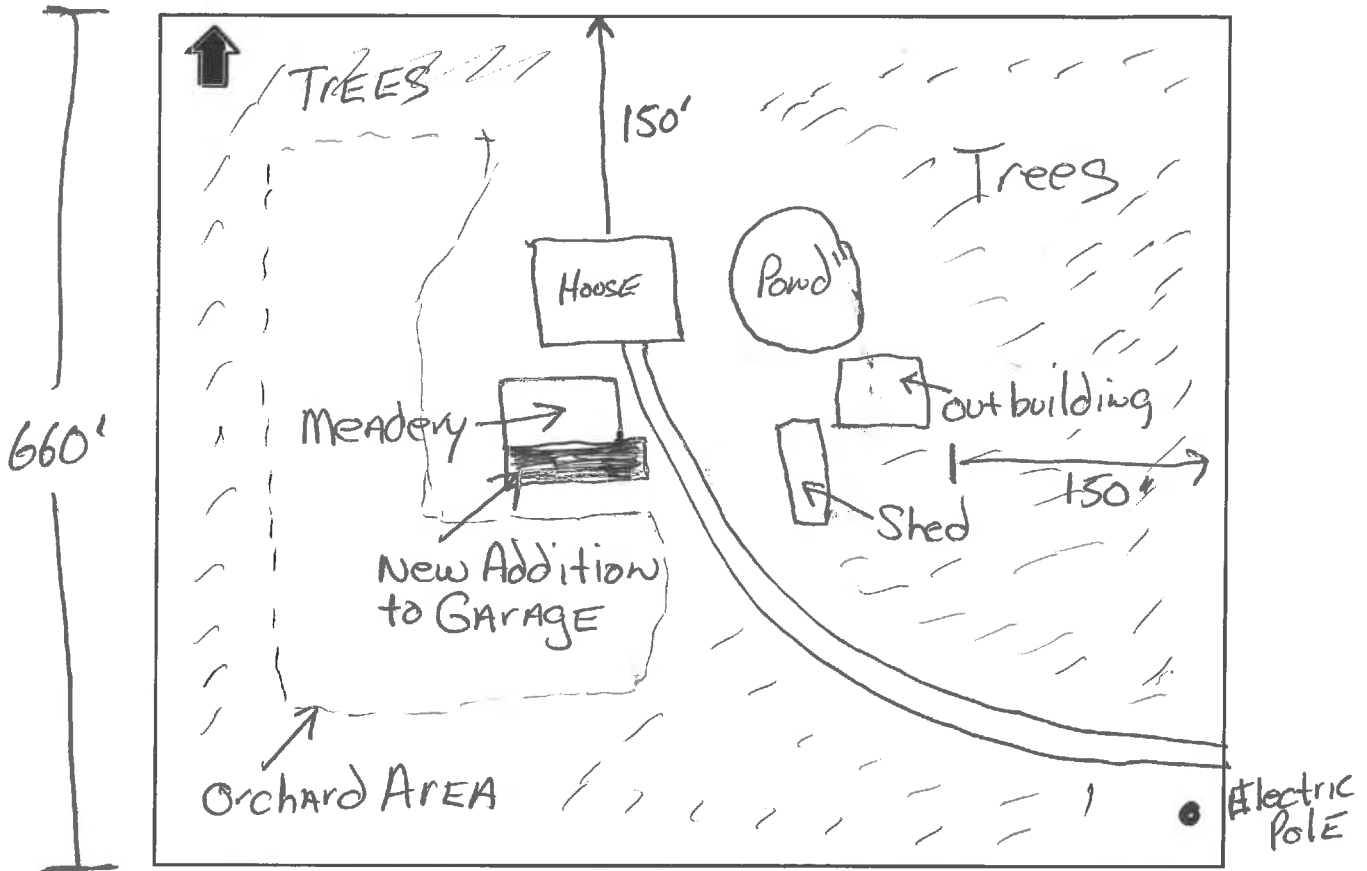 TrEES
150'
Trees
HOUSE
Pond
660'
MEADery
outbuilding
150'
Shed
New Addition
to GArAgE
OrchArd ArEA
Electric
PolE